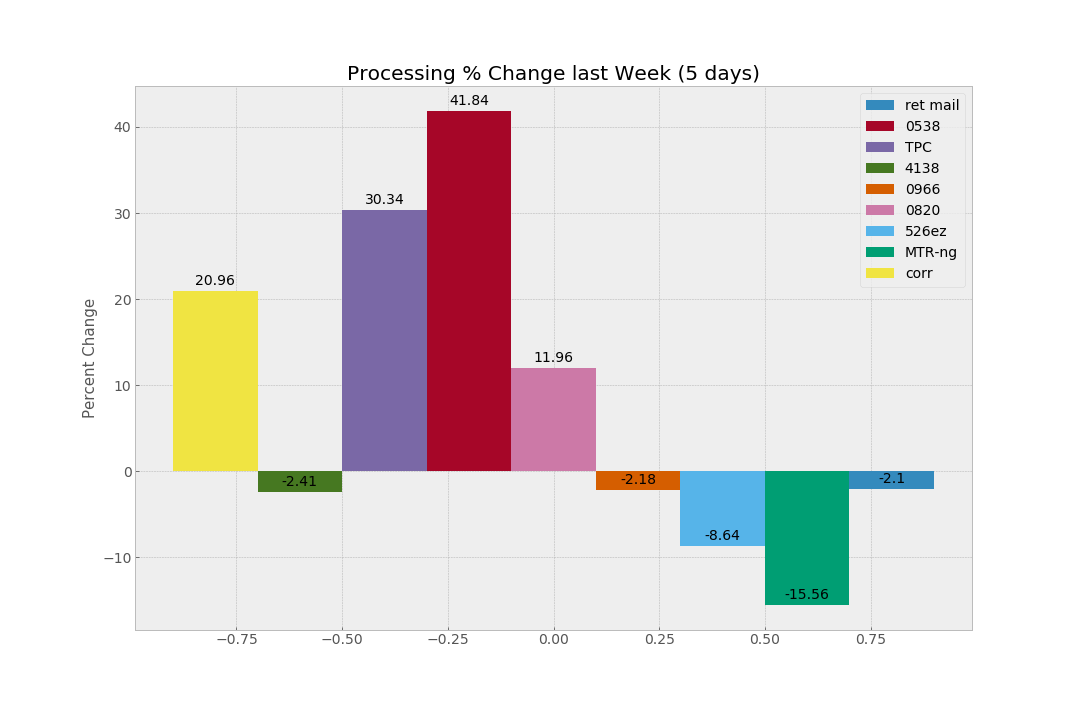 Processing % Change last Week (5 days)
41.84
ret mail
0538
TPC
4138
0966
0820
526ez
MTR-ng
corr
40
30.34
30
20.96
20
11.96
10
Percent Change
0
-2.41
-2.18
-2.1
-8.64
−10
-15.56
−0.75 −0.50 −0.25 0.00 0.25 0.50 0.75